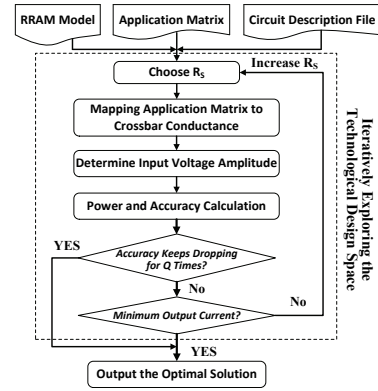 RRAM Model
Application Matrix
Circuit Description File
Increase RS
Choose RS
Mapping Application Matrix to
Crossbar Conductance
Determine Input Voltage Amplitude
Power and Accuracy Calculation
YES
Accuracy Keeps Dropping
for Q Times?
No
No
Minimum Output Current?
YES
Output the Optimal Solution
Iteratively Exploring the
Technological Design Space